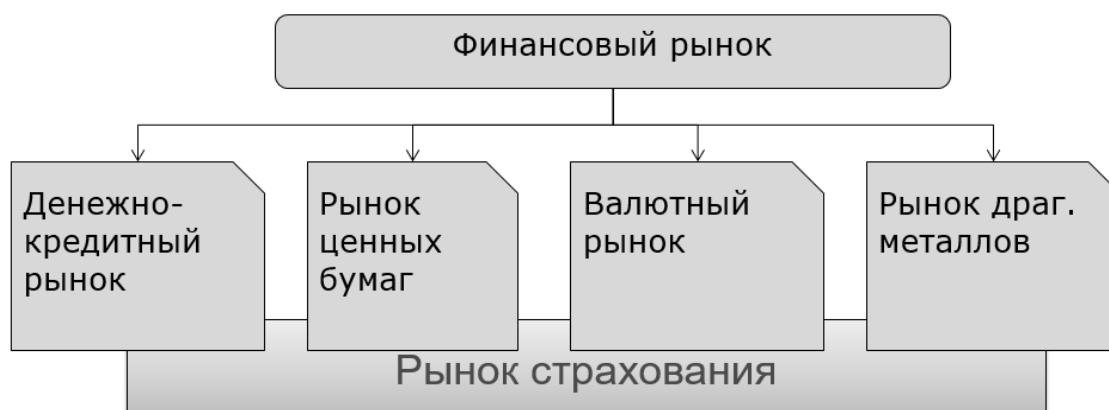 Финансовый рынок
Денежно-
кредитный
рынок
Рынок
ценных
бумаг
Валютный
рынок
Рынок драг.
металлов
Рынок страхования